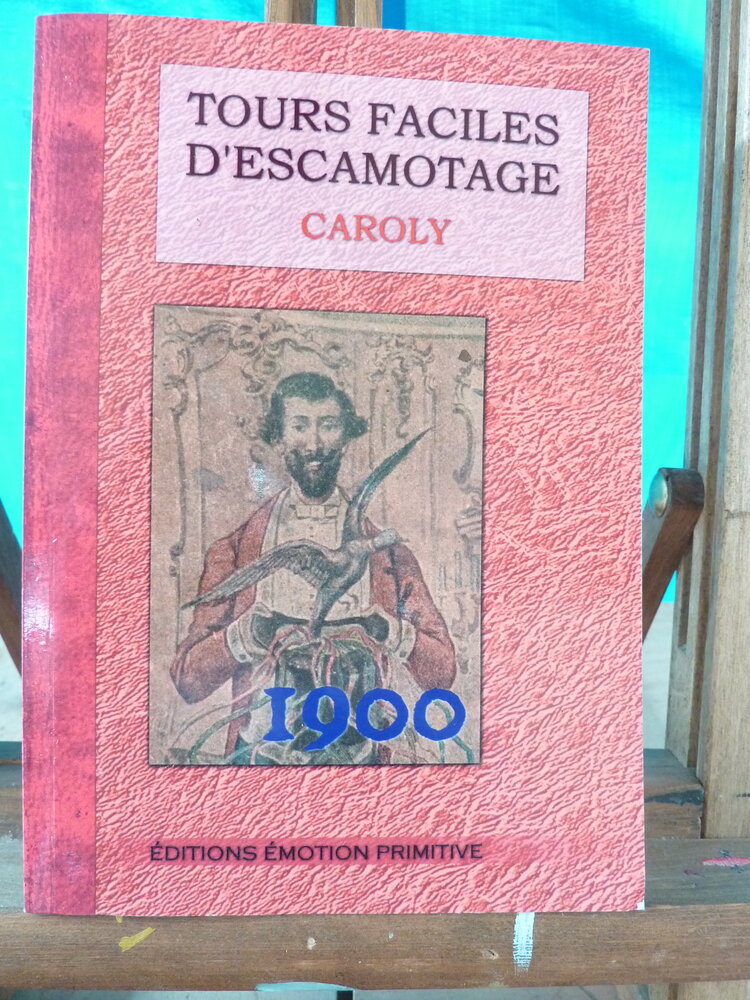 TOURS FACILES
D'ESCAMOTAGE
CAROLY
1900
ÉDITIONS ÉMOTION PRIMITIVE